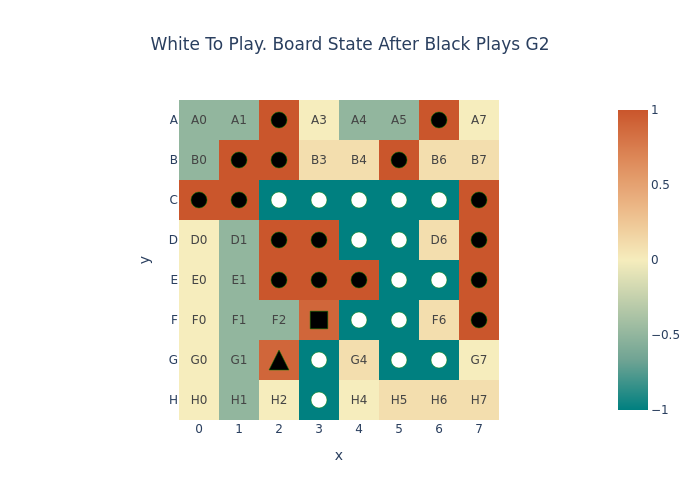 White To Play. Board State After Black Plays G2
A A0 A1 A3 A4 A5 A7
B B0 B3 B4 B6 B7
C
D D0 D1 D6
E E0 E1
F F0 F1 F2 F6
G G0 G1 G4 G7
H H0 H1 H2 H4 H5 H6 H7
0 1 2 3 4 5 6 7
x
y
1
0.5
0
−0.5
−1